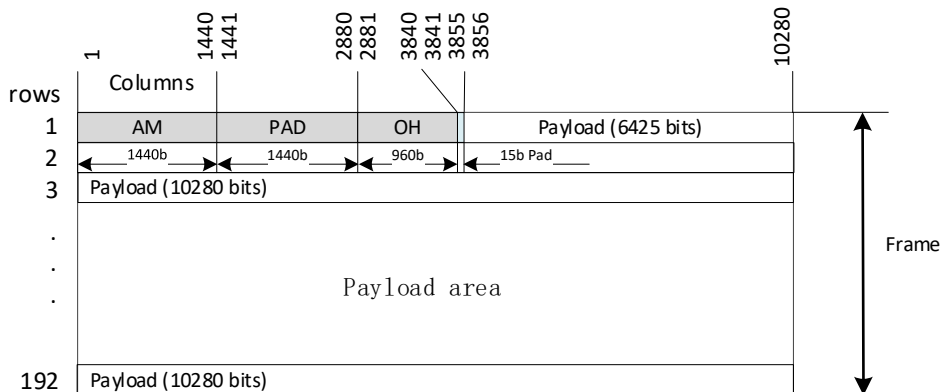 1
1440
1441
2880
2881
3840
3841
3855
3856
10280
Columns
rows
1 AM PAD OH Payload (6425 bits)
2 1440b 1440b 960b 15b Pad
3 Payload (10280 bits)
.
.
.
Payload area
Frame
192 Payload (10280 bits)